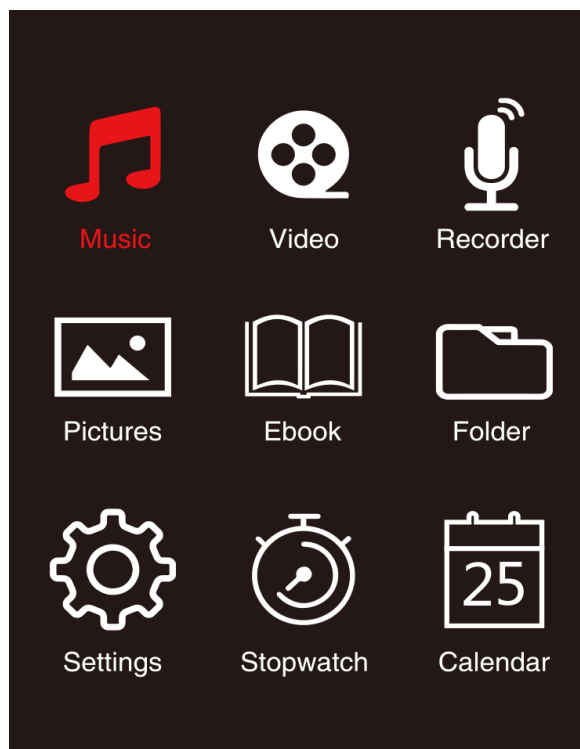 Music
Video
Recorder
Pictures
Ebook
Folder
25
Settings
Stopwatch
Calendar